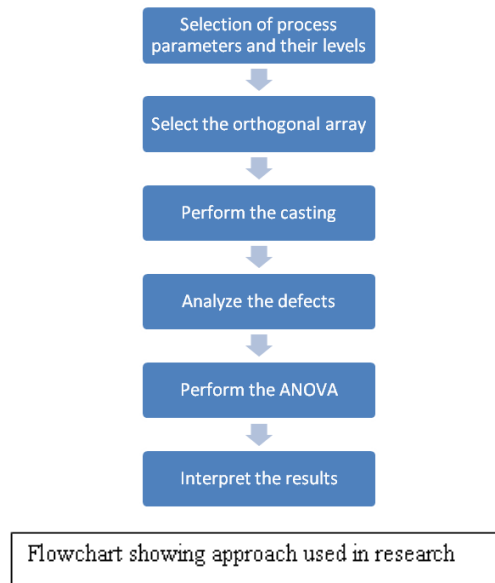 Selection of process
parameters and their levels
Select the orthogonal array
Perform the casting
Analyze the defects
Perform the ANOVA
Interpret the results
Flowchart showing approach used in research